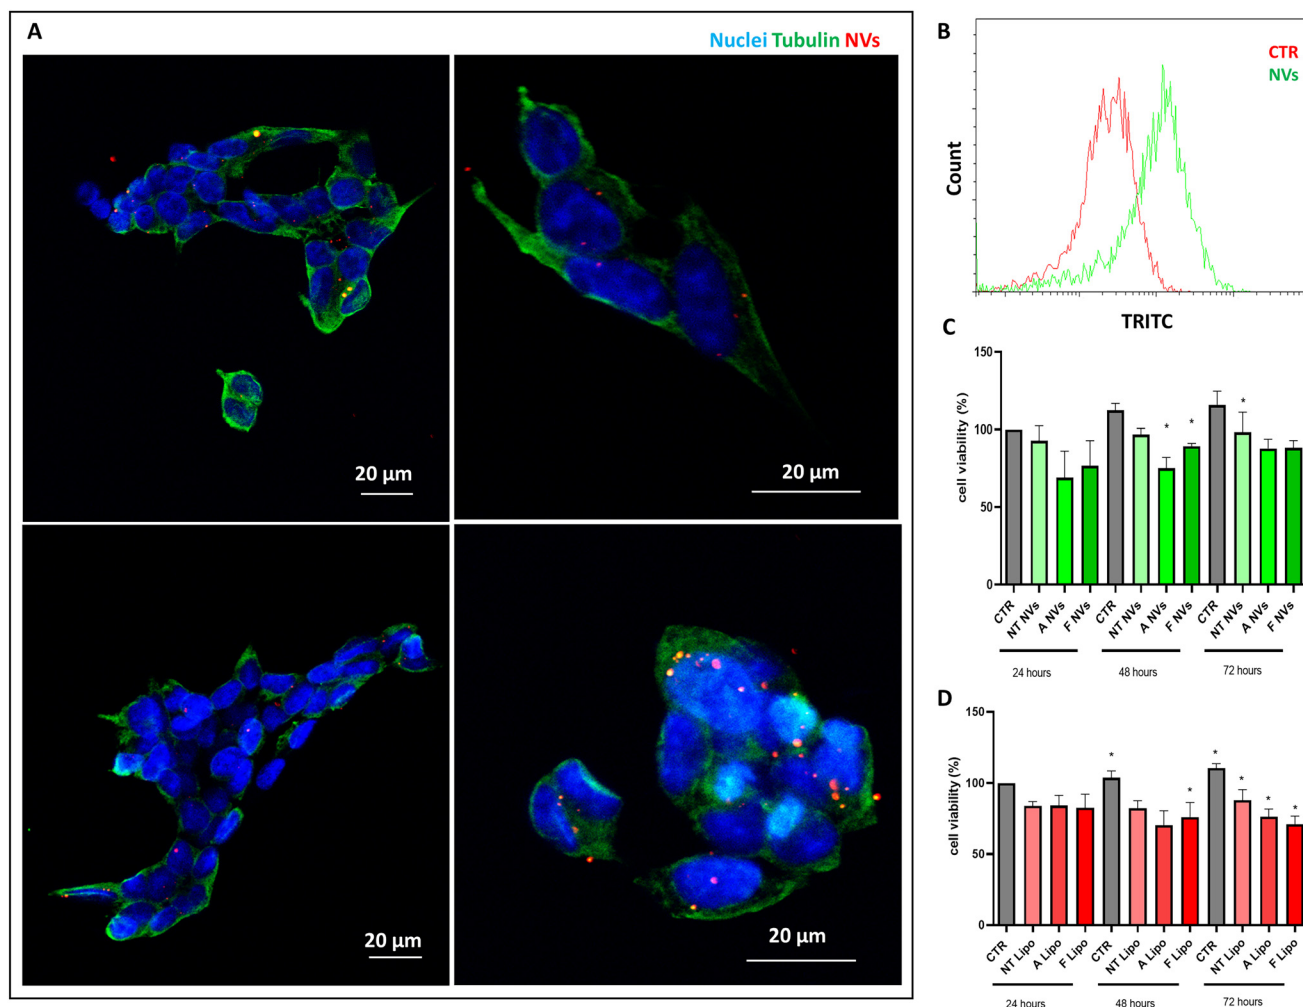 A
Nuclei Tubulin NVs
20 µm
20 µm
20 µm
20 µm
B
CTR
NVs
Count
TRITC
C
cell viability (%)
150
100
50
0
* * *
CTR NT NVs A NVs F NVs CTR NT NVs A NVs F NVs CTR NT NVs A NVs F NVs
24 hours 48 hours 72 hours
D
cell viability (%)
150
100
50
0
* * * * * *
CTR NT Lipo A Lipo F Lipo CTR NT Lipo A Lipo F Lipo CTR NT Lipo A Lipo F Lipo
24 hours 48 hours 72 hours